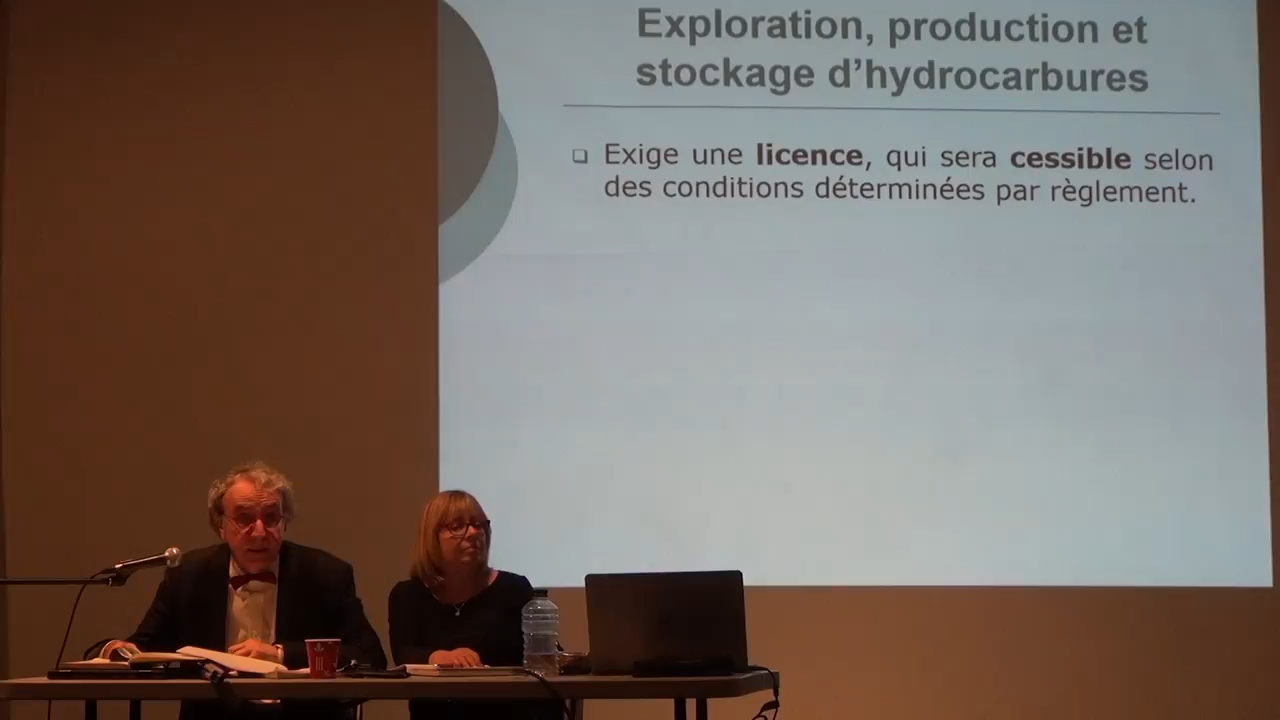 Exploration, production et
stockage d'hydrocarbures
❑ Exige une licence, qui sera cessible selon
des conditions déterminées par règlement.